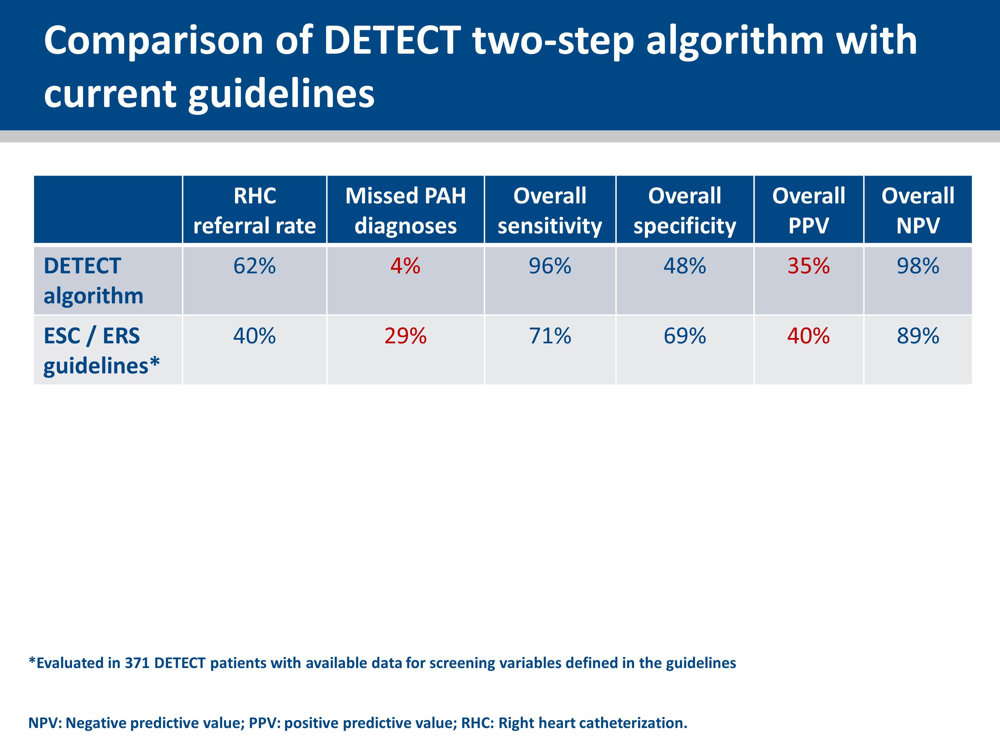 Comparison of DETECT two-step algorithm with
current guidelines
RHC
referral rate
Missed PAH
diagnoses
Overall
sensitivity
Overall
specificity
Overall
PPV
Overall
NPV
DETECT
algorithm
62%
4%
96%
48%
35%
98%
ESC / ERS
guidelines*
40%
29%
71%
69%
40%
89%
*Evaluated in 371 DETECT patients with available data for screening variables defined in the guidelines
NPV: Negative predictive value; PPV: positive predictive value; RHC: Right heart catheterization.